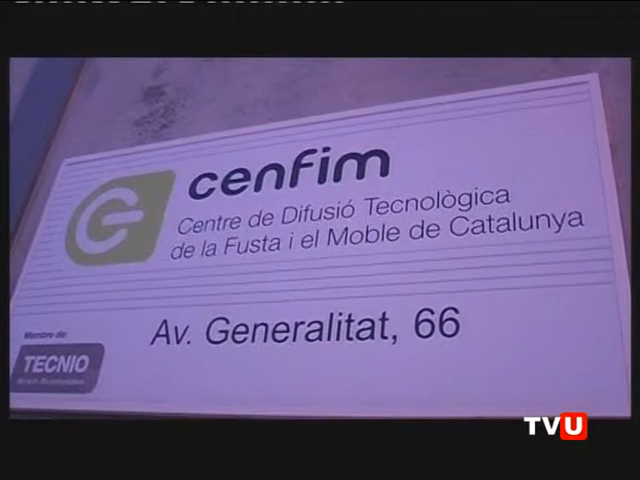 cenfim
Centre de Difusió Tecnològica
de la Fusta i el Moble de Catalunya
Av. Generalitat, 66
Membre de:
TECNIO
TVU